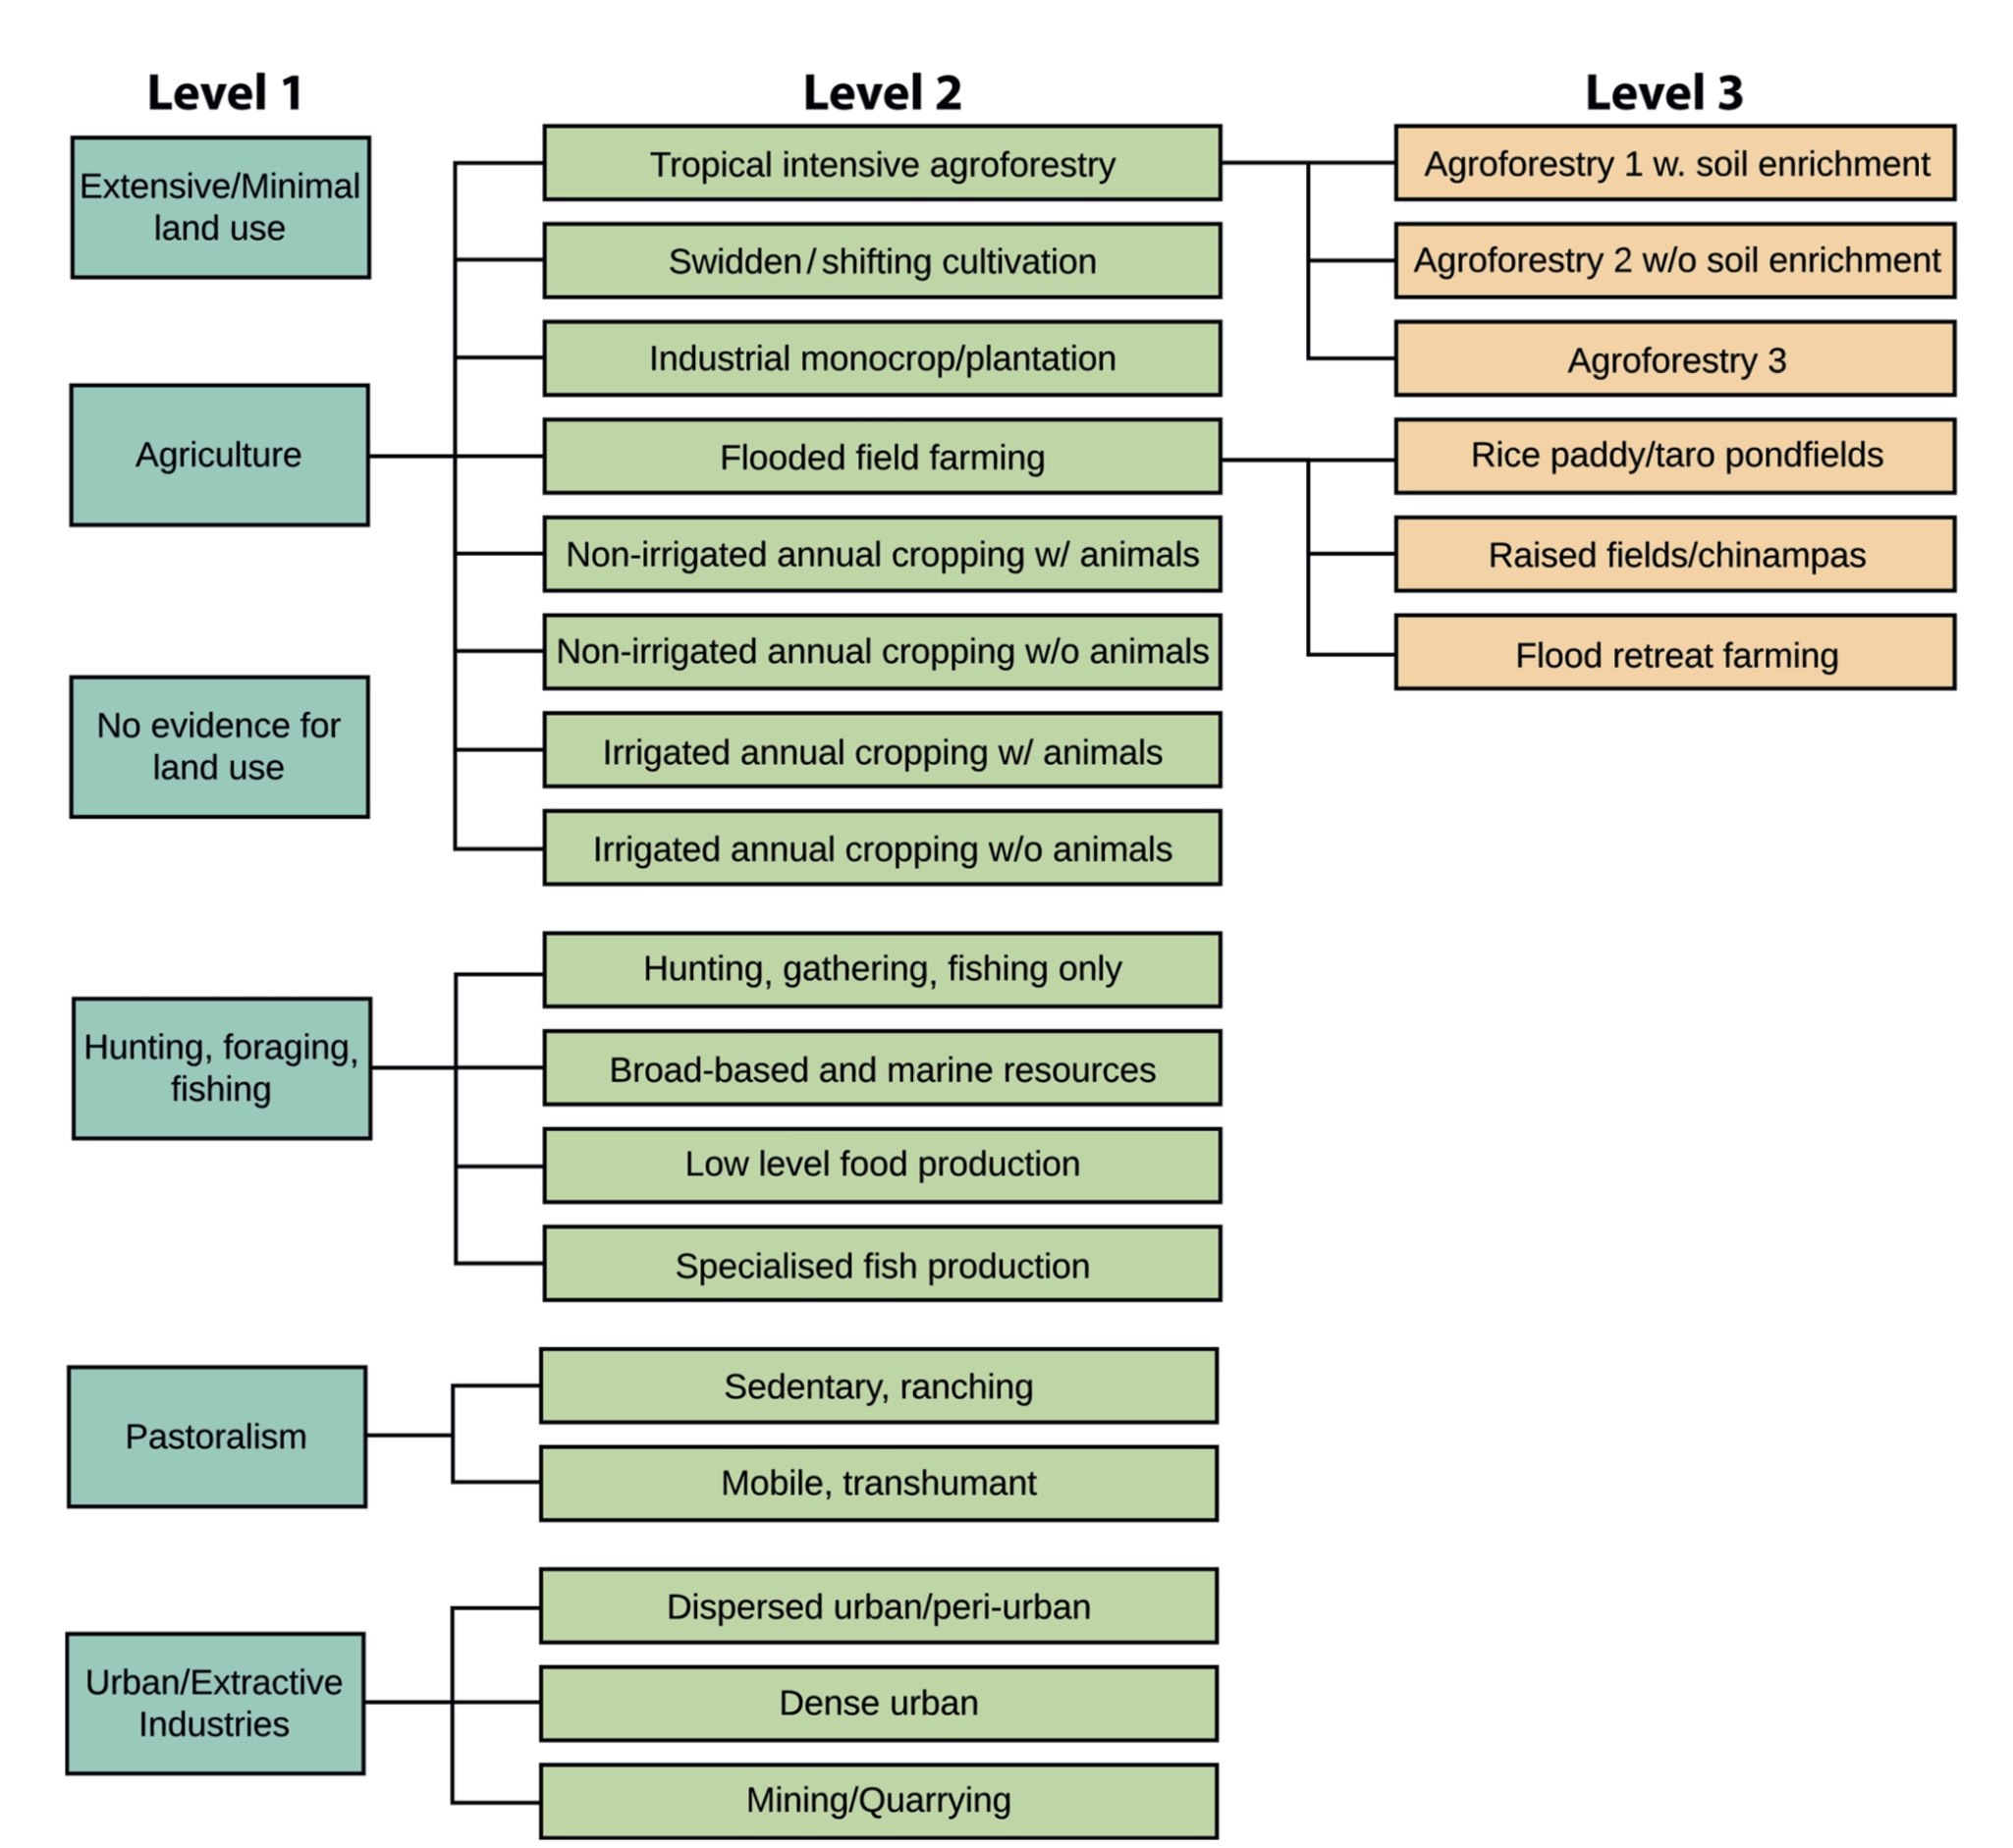 Level 1
Level 2
Level 3
Extensive/Minimal
land use
Agriculture
No evidence for
land use
Hunting, foraging,
fishing
Pastoralism
Urban/Extractive
Industries
Tropical intensive agroforestry
Swidden/shifting cultivation
Industrial monocrop/plantation
Flooded field farming
Non-irrigated annual cropping w/ animals
Non-irrigated annual cropping w/o animals
Irrigated annual cropping w/ animals
Irrigated annual cropping w/o animals
Hunting, gathering, fishing only
Broad-based and marine resources
Low level food production
Specialised fish production
Sedentary, ranching
Mobile, transhumant
Dispersed urban/peri-urban
Dense urban
Mining/Quarrying
Agroforestry 1 w. soil enrichment
Agroforestry 2 w/o soil enrichment
Agroforestry 3
Rice paddy/taro pondfields
Raised fields/chinampas
Flood retreat farming